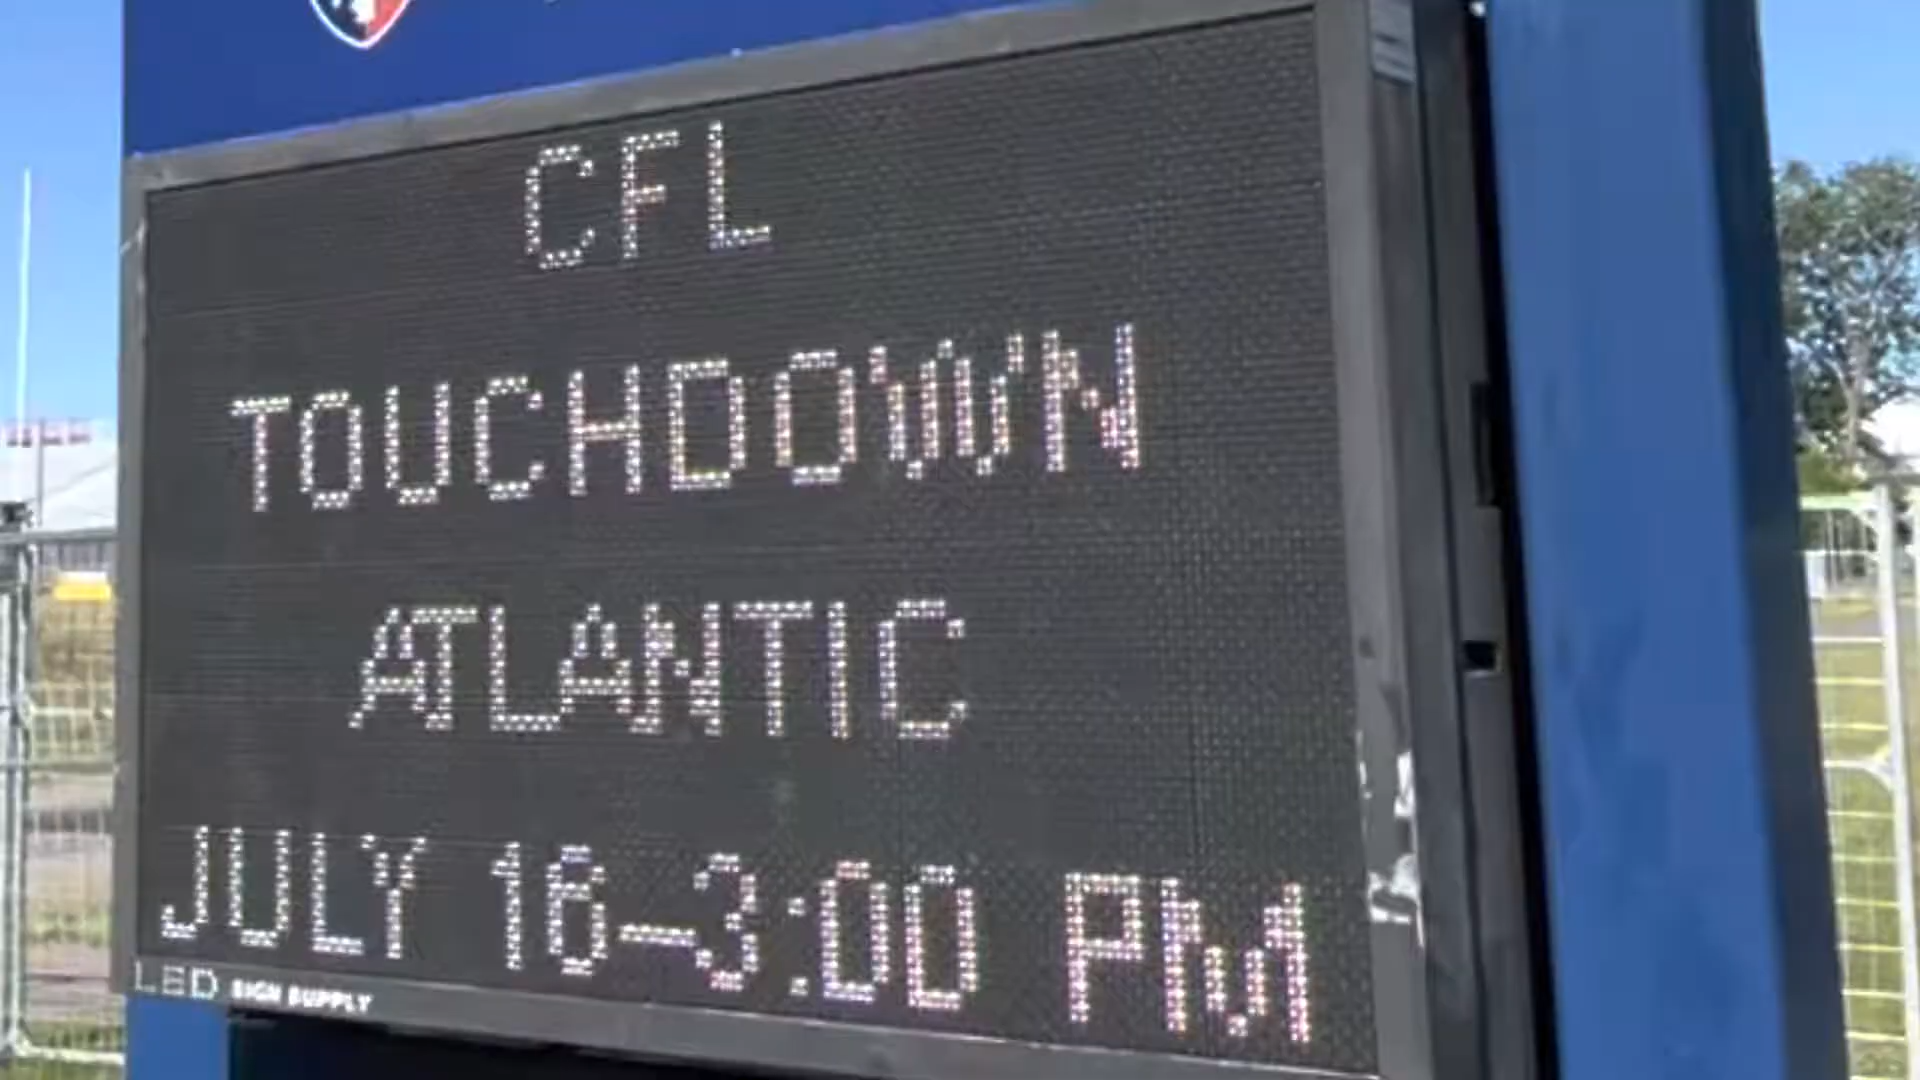 CFL
TOUCHDOWN
ATLANTIC
JULY 16-3:00 PM
LED SIGN SUPPLY